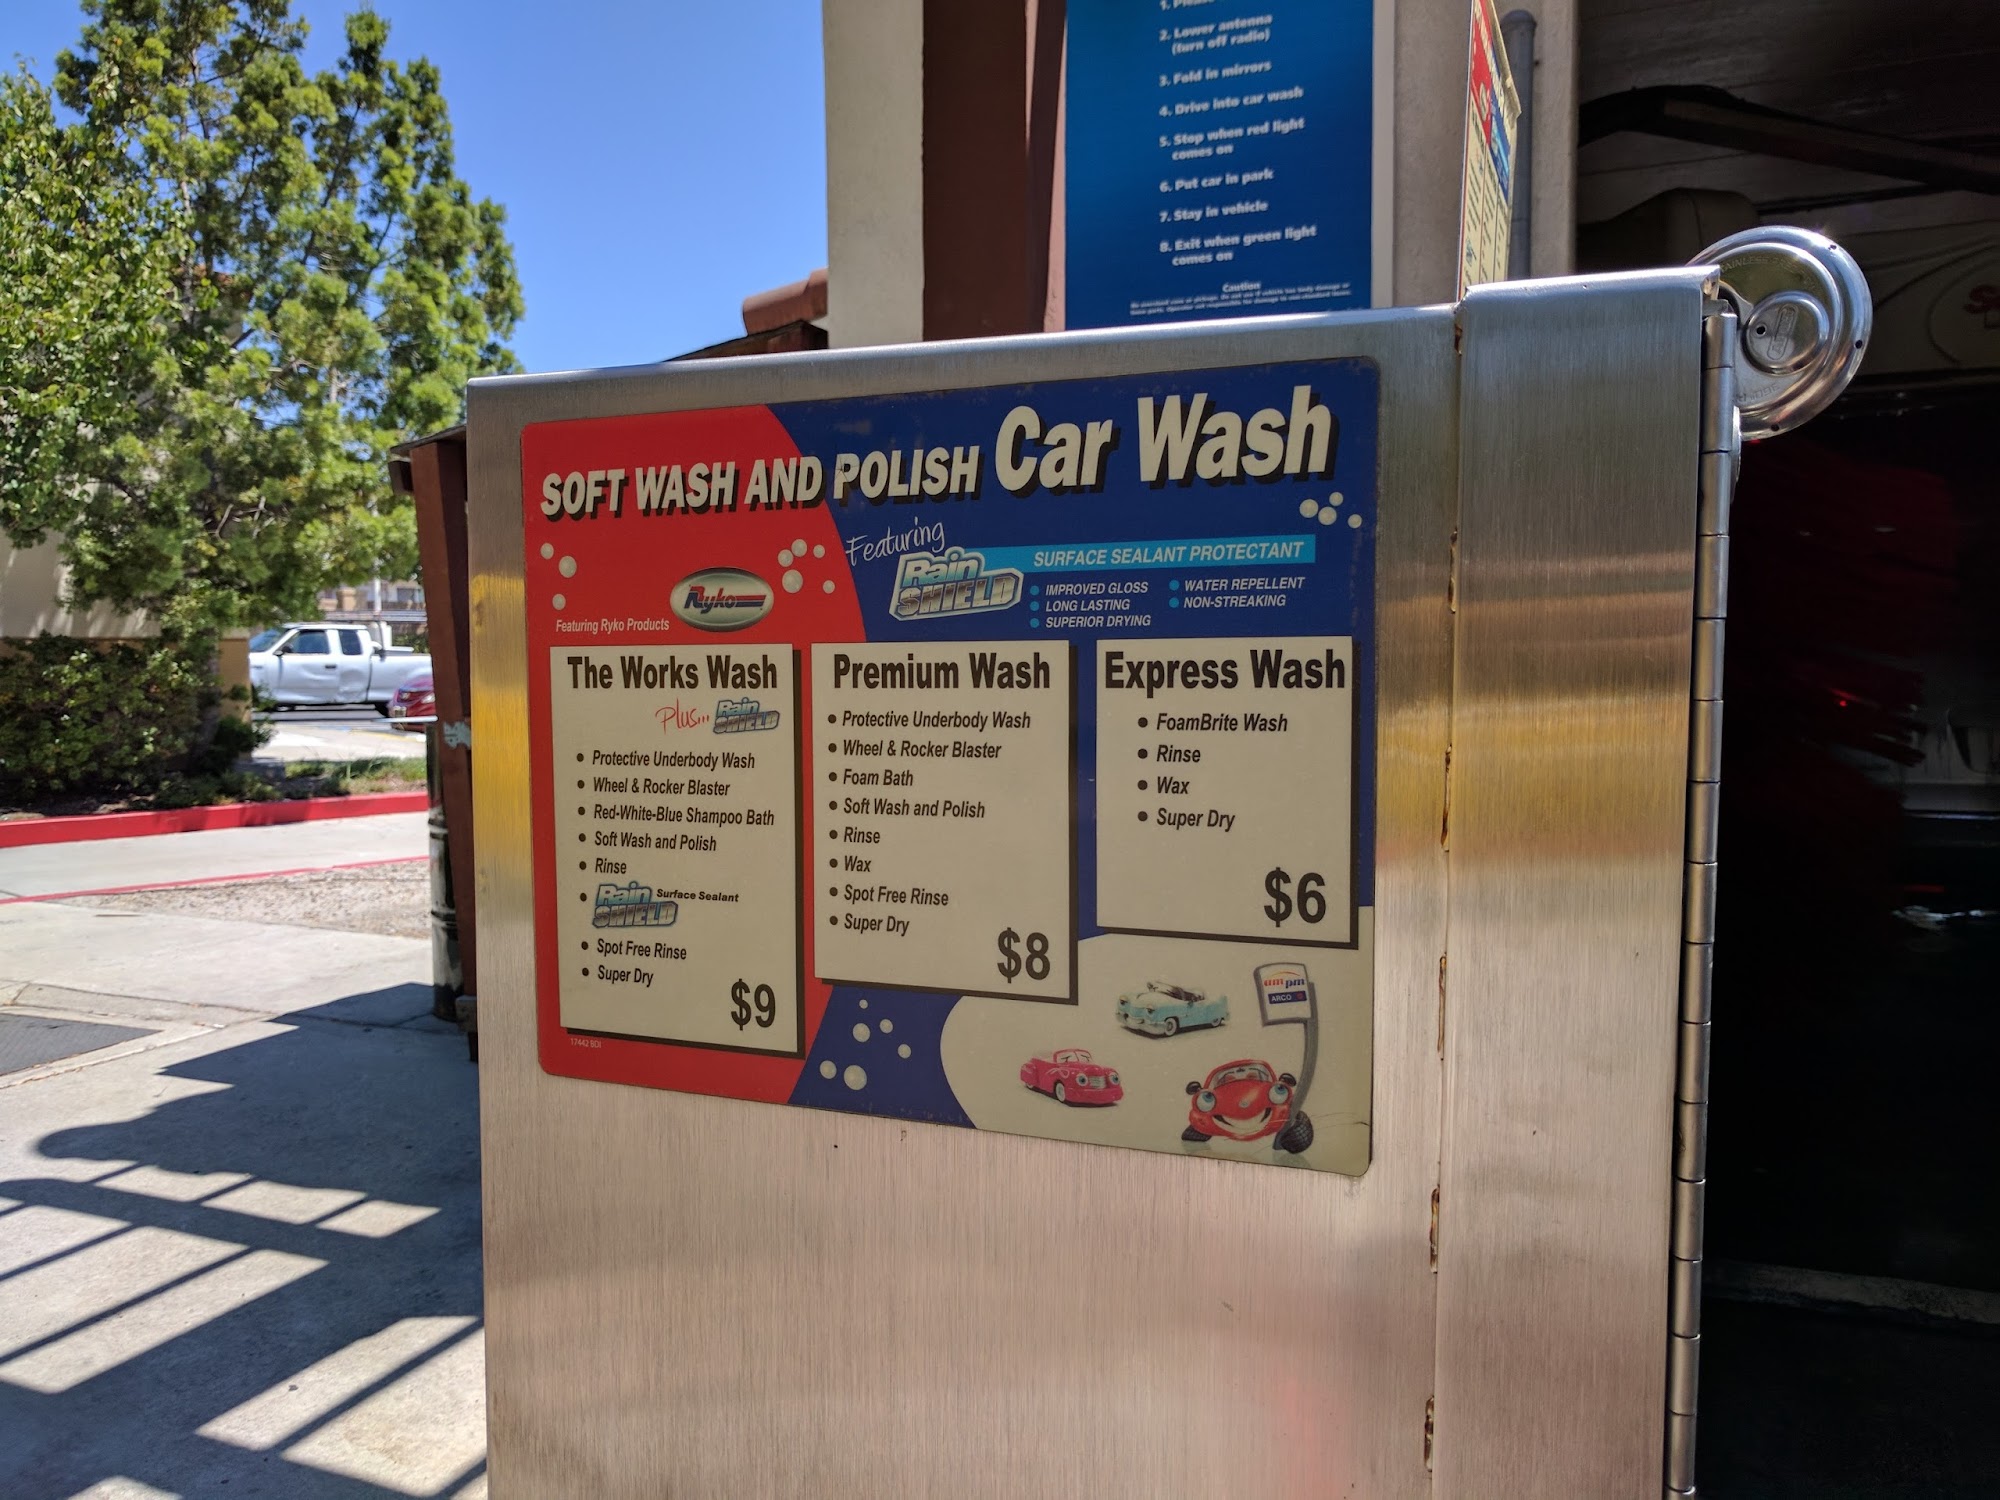 1. Please
2. Lower antenna
(turn off radio)
3. Fold in mirrors
4. Drive into car wash
5. Stop when red light
comes on
6. Put car in park
7. Stay in vehicle
8. Exit when green light
comes on
Caution
SOFT WASH AND POLISH Car Wash
Featuring
Rain SHIELD
SURFACE SEALANT PROTECTANT
IMPROVED GLOSS
LONG LASTING
SUPERIOR DRYING
WATER REPELLENT
NON-STREAKING
Ryko
Featuring Ryko Products
The Works Wash
Plus... Rain SHIELD
• Protective Underbody Wash
• Wheel & Rocker Blaster
• Red-White-Blue Shampoo Bath
• Soft Wash and Polish
• Rinse
• Rain SHIELD Surface Sealant
• Spot Free Rinse
• Super Dry
$9
17442 BDI
Premium Wash
• Protective Underbody Wash
• Wheel & Rocker Blaster
• Foam Bath
• Soft Wash and Polish
• Rinse
• Wax
• Spot Free Rinse
• Super Dry
$8
Express Wash
• FoamBrite Wash
• Rinse
• Wax
• Super Dry
$6
am pm
ARCO